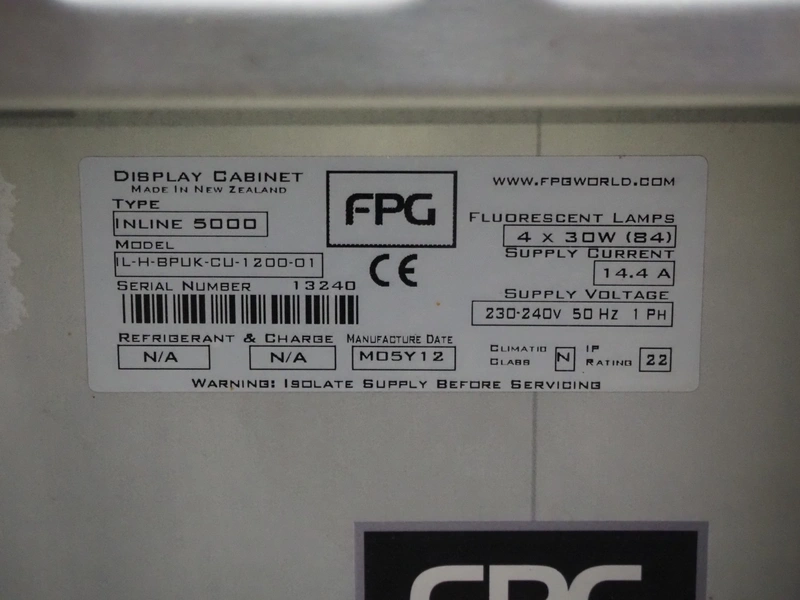 DISPLAY CABINET
MADE IN NEW ZEALAND
TYPE
INLINE 5000
MODEL
IL-H-BPUK-CU-1200-01
SERIAL NUMBER 13240
REFRIGERANT & CHARGE
N/A N/A
FPG
CE
MANUFACTURE DATE
M05Y12
WWW.FPGWORLD.COM
FLUORESCENT LAMPS
4 X 30W (84)
SUPPLY CURRENT
14.4 A
SUPPLY VOLTAGE
230-240V 50 HZ 1 PH
CLIMATIC CLASS N
IP RATING 22
WARNING: ISOLATE SUPPLY BEFORE SERVICING
FPG